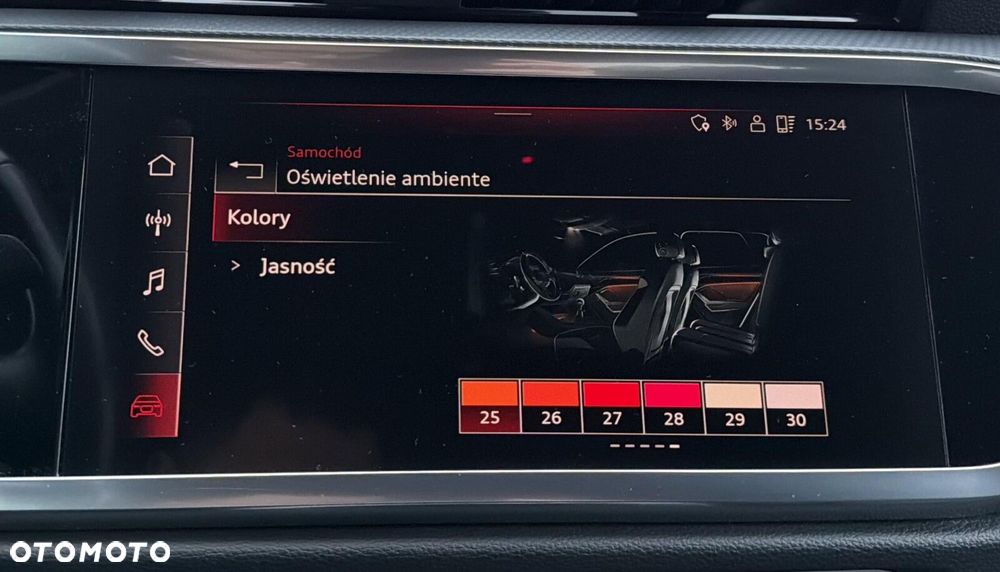 15:24
Samochód
Oświetlenie ambiente
Kolory
> Jasność
25 26 27 28 29 30
OTOMOTO